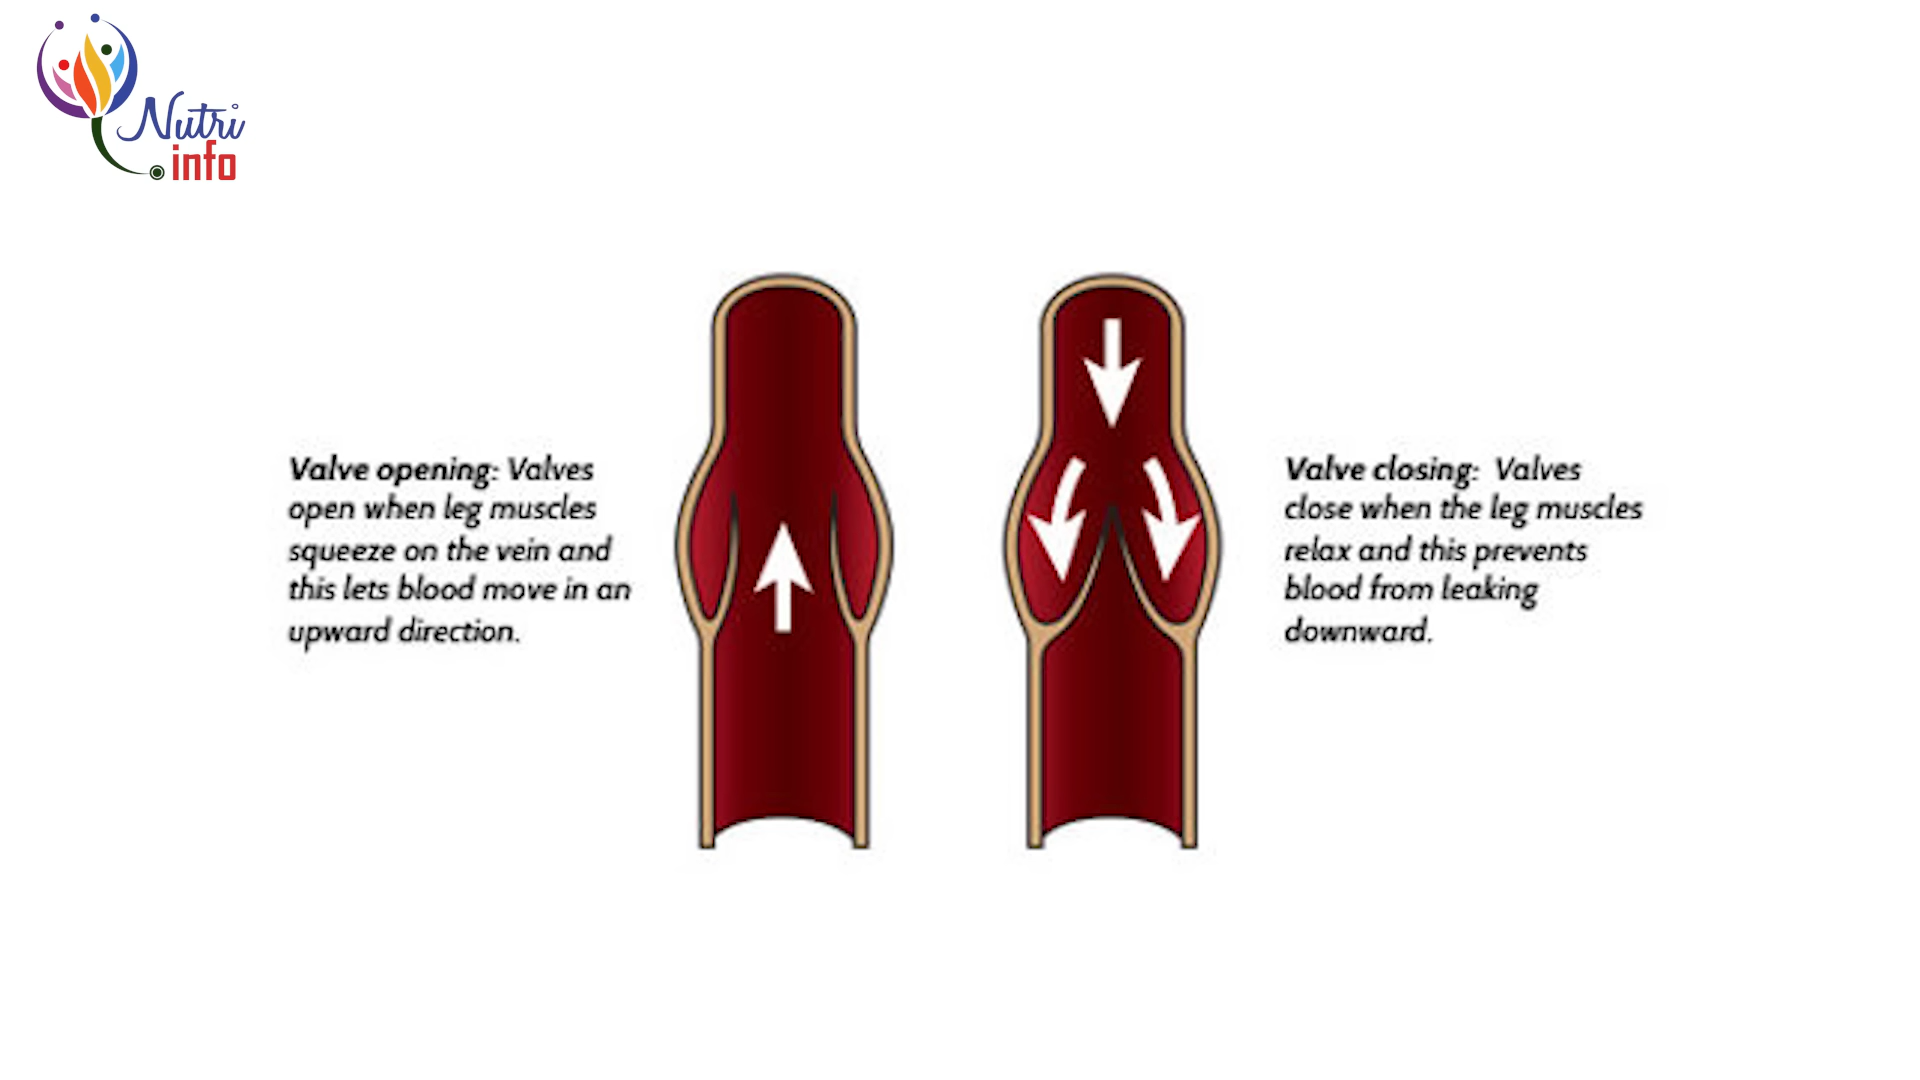 Nutri
info
Valve opening: Valves
open when leg muscles
squeeze on the vein and
this lets blood move in an
upward direction.
Valve closing: Valves
close when the leg muscles
relax and this prevents
blood from leaking
downward.